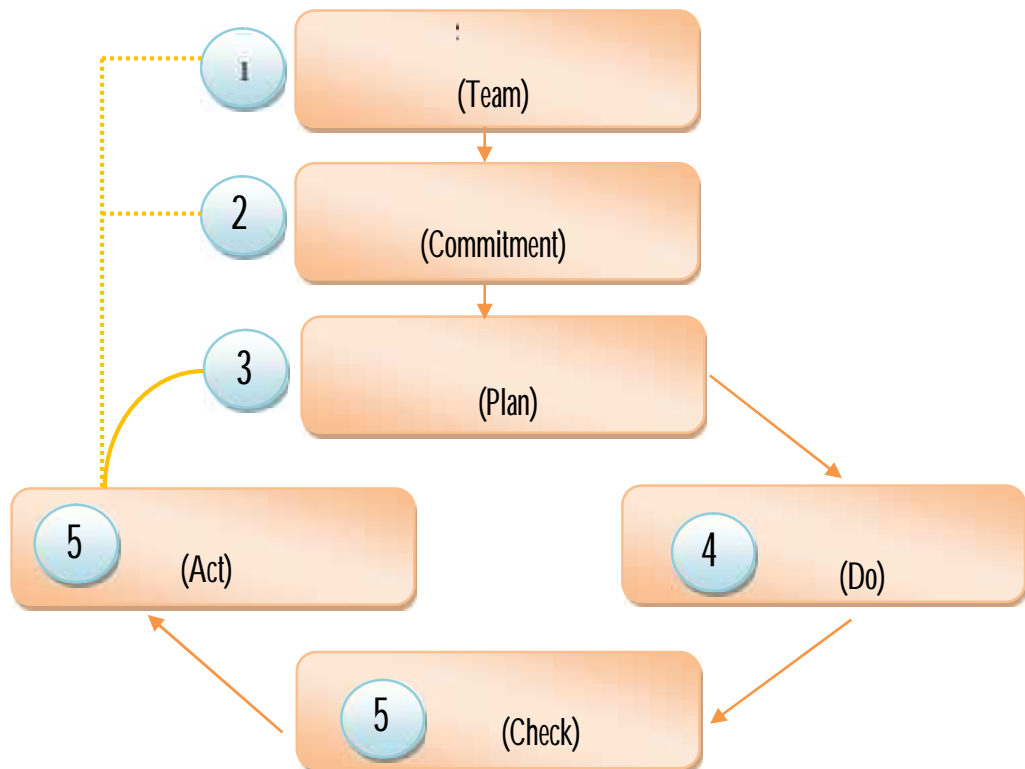 :
1
(Team)
2
(Commitment)
3
(Plan)
5
(Act)
4
(Do)
5
(Check)